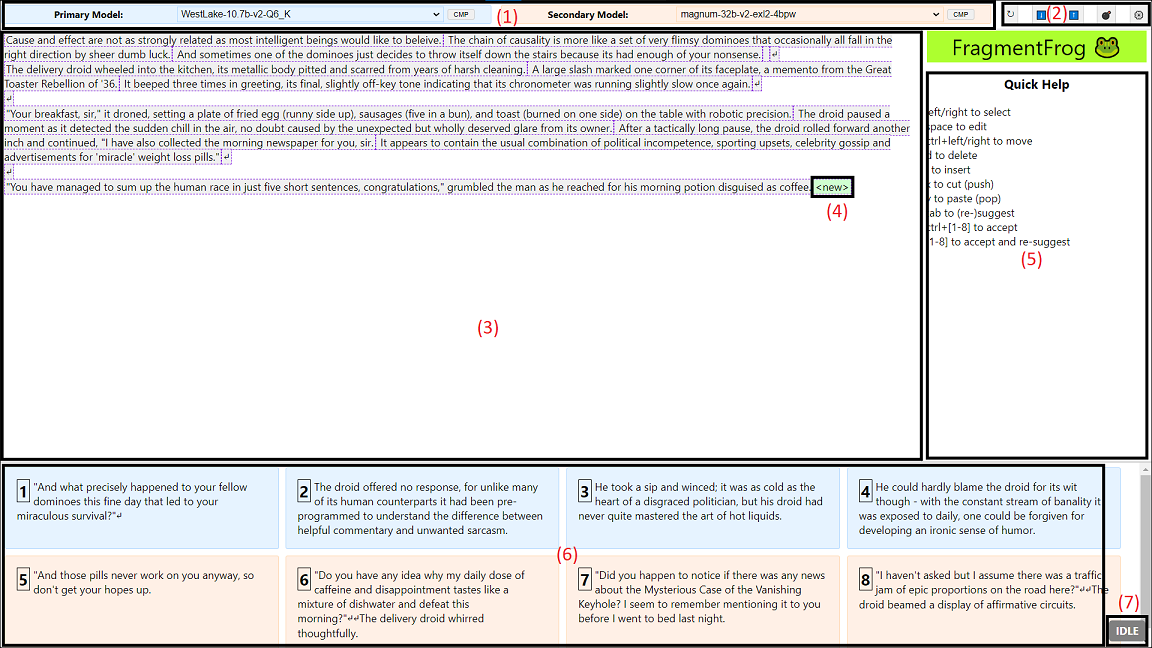 Primary Model: WestLake-10.7b-v2-Q6_K CMP (1) Secondary Model: magnum-32b-v2-exl2-4bpw CMP (2)
Cause and effect are not as strongly related as most intelligent beings would like to beleive. The chain of causality is more like a set of very flimsy dominoes that occasionally all fall in the
right direction by sheer dumb luck. And sometimes one of the dominoes just decides to throw itself down the stairs because its had enough of your nonsense. ↵
The delivery droid wheeled into the kitchen, its metallic body pitted and scarred from years of harsh cleaning. A large slash marked one corner of its faceplate, a memento from the Great
Toaster Rebellion of '36. It beeped three times in greeting, its final, slightly off-key tone indicating that its chronometer was running slightly slow once again. ↵
↵
"Your breakfast, sir," it droned, setting a plate of fried egg (runny side up), sausages (five in a bun), and toast (burned on one side) on the table with robotic precision. The droid paused a
moment as it detected the sudden chill in the air, no doubt caused by the unexpected but wholly deserved glare from its owner. After a tactically long pause, the droid rolled forward another
inch and continued, "I have also collected the morning newspaper for you, sir. It appears to contain the usual combination of political incompetence, sporting upsets, celebrity gossip and
advertisements for 'miracle' weight loss pills." ↵
↵
"You have managed to sum up the human race in just five short sentences, congratulations," grumbled the man as he reached for his morning potion disguised as coffee. <new>
(4)
(3)
FragmentFrog
Quick Help
left/right to select
space to edit
ctrl+left/right to move
d to delete
to insert
to cut (push)
to paste (pop)
tab to (re-)suggest
ctrl+[1-8] to accept
[1-8] to accept and re-suggest
(5)
1 "And what precisely happened to your fellow
dominoes this fine day that led to your
miraculous survival?"↵
2 The droid offered no response, for unlike many
of its human counterparts it had been pre-
programmed to understand the difference between
helpful commentary and unwanted sarcasm.
3 He took a sip and winced; it was as cold as the
heart of a disgraced politician, but his droid had
never quite mastered the art of hot liquids.
4 He could hardly blame the droid for its wit
though - with the constant stream of banality it
was exposed to daily, one could be forgiven for
developing an ironic sense of humor.
(6)
5 "And those pills never work on you anyway, so
don't get your hopes up.
6 "Do you have any idea why my daily dose of
caffeine and disappointment tastes like a
mixture of dishwater and defeat this
morning?"↵↵The delivery droid whirred
thoughtfully.
7 "Did you happen to notice if there was any news
about the Mysterious Case of the Vanishing
Keyhole? I seem to remember mentioning it to you
before I went to bed last night.
8 "I haven't asked but I assume there was a traffic
jam of epic proportions on the road here?"↵↵The
droid beamed a display of affirmative circuits.
(7)
IDLE